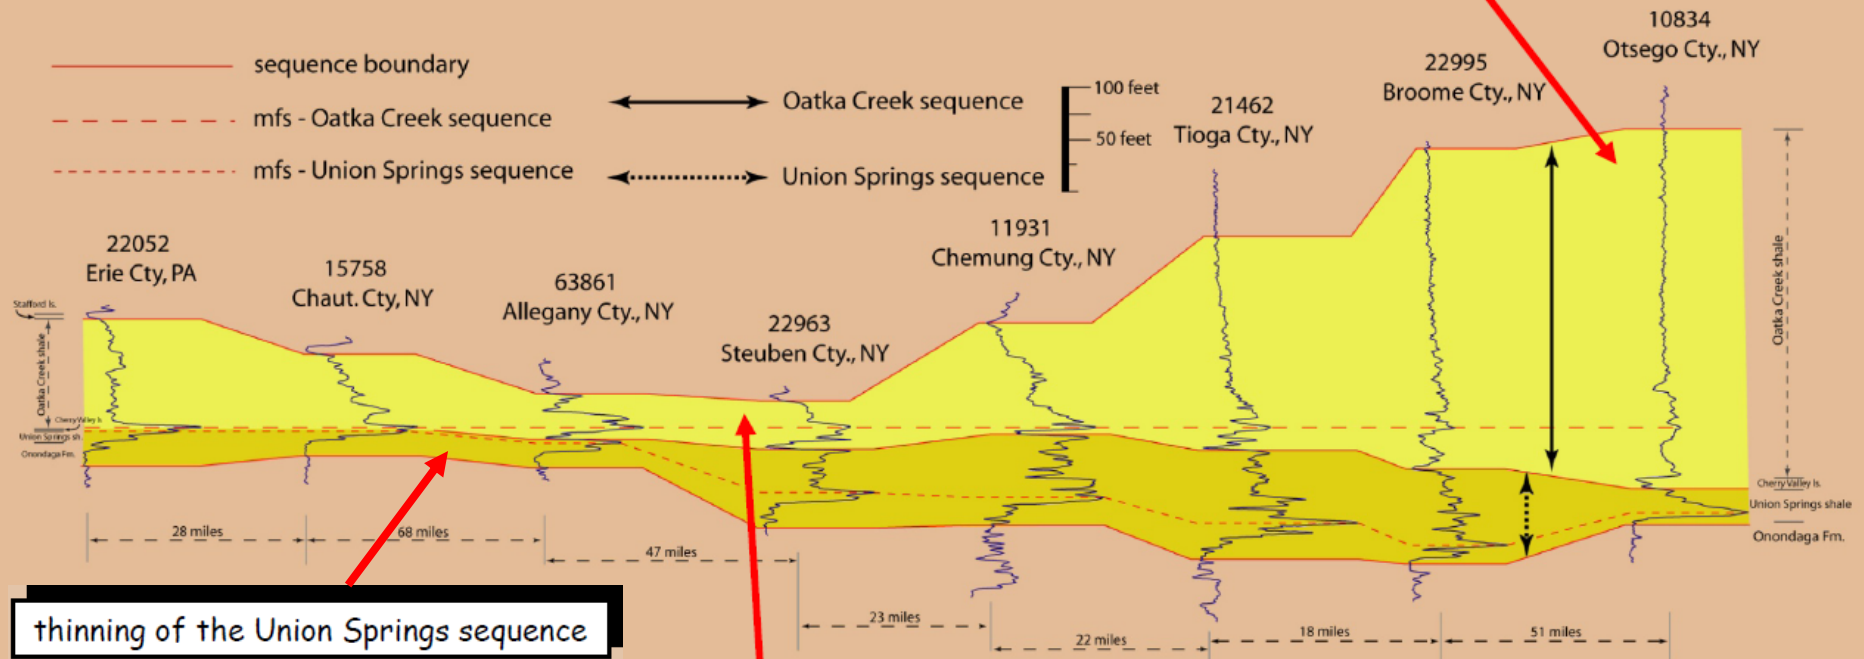 10834
Otsego Cty., NY
22995
Broome Cty., NY
sequence boundary
mfs - Oatka Creek sequence
mfs - Union Springs sequence
Oatka Creek sequence
Union Springs sequence
100 feet
50 feet
21462
Tioga Cty., NY
11931
Chemung Cty., NY
22052
Erie Cty, PA
15758
Chaut. Cty, NY
63861
Allegany Cty., NY
22963
Steuben Cty., NY
Stafford ls.
Oatka Creek shale
Cherry Valley ls
Union Springs sh.
Onondaga Fm.
Oatka Creek shale
Cherry Valley ls.
Union Springs shale
Onondaga Fm.
28 miles
68 miles
47 miles
23 miles
22 miles
18 miles
51 miles
thinning of the Union Springs sequence